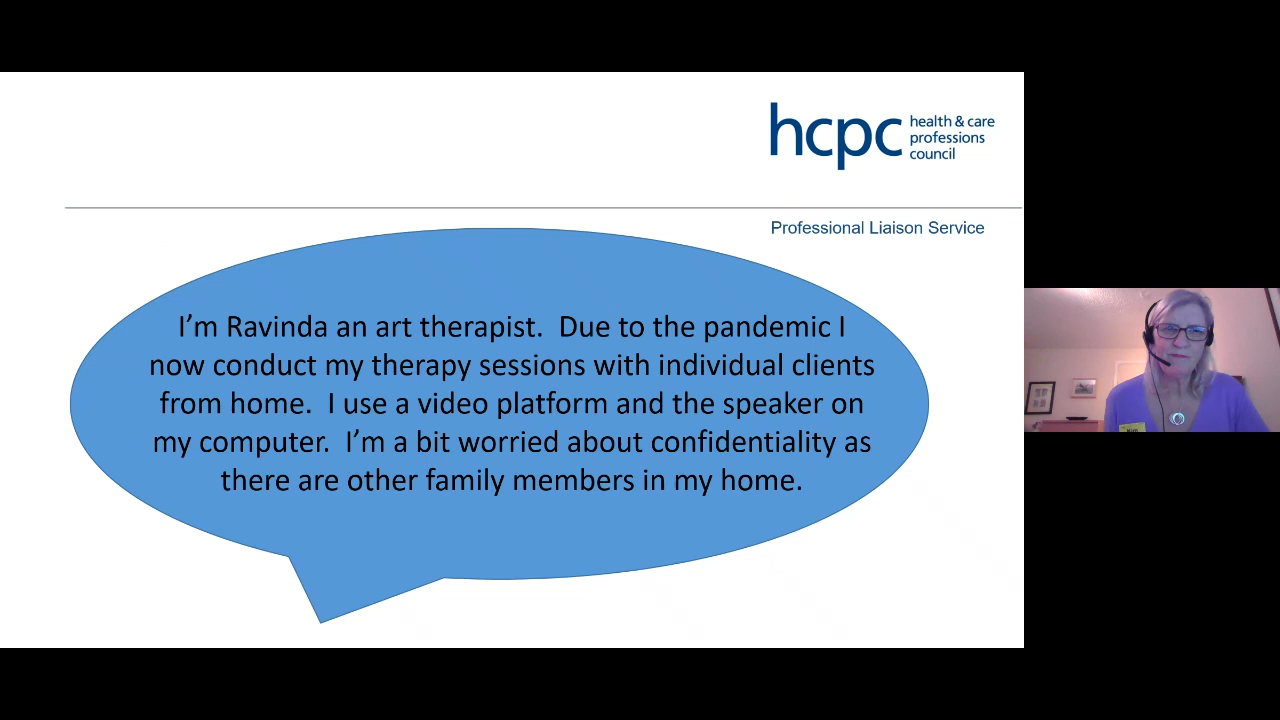 hcpc
health & care
professions
council
Professional Liaison Service
I’m Ravinda an art therapist.  Due to the pandemic I
now conduct my therapy sessions with individual clients
from home.  I use a video platform and the speaker on
my computer.  I’m a bit worried about confidentiality as
there are other family members in my home.